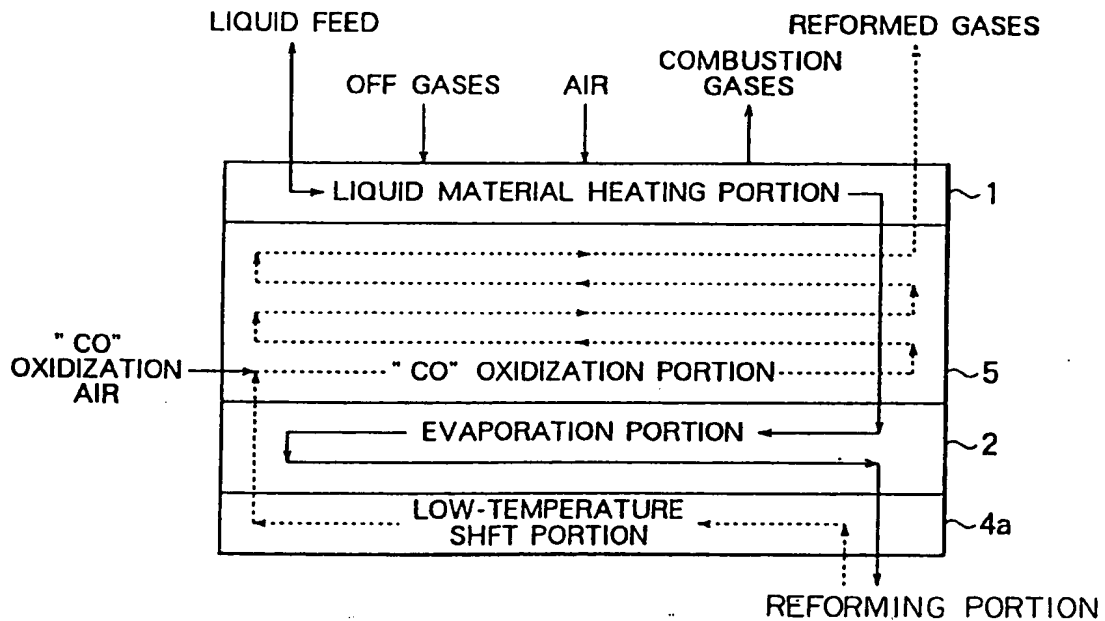 LIQUID FEED
REFORMED GASES
COMBUSTION
GASES
OFF GASES
AIR
LIQUID MATERIAL HEATING PORTION
1
" CO"
OXIDIZATION
AIR
" CO" OXIDIZATION PORTION
5
EVAPORATION PORTION
2
LOW-TEMPERATURE
SHFT PORTION
4a
REFORMING PORTION